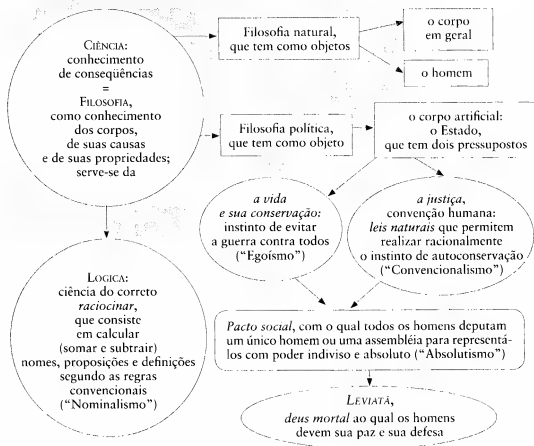 CIÊNCIA:
conhecimento
de conseqüências
=
FILOSOFIA,
como conhecimento
dos corpos,
de suas causas
e de suas propriedades;
serve-se da
Filosofia natural,
que tem como objetos
o corpo
em geral
o homem
Filosofia política,
que tem como objeto
o corpo artificial:
o Estado,
que tem dois pressupostos
a vida
e sua conservação:
instinto de evitar
a guerra contra todos
("Egoísmo")
a justiça,
convenção humana:
leis naturais que permitem
realizar racionalmente
o instinto de autoconservação
("Convencionalismo")
LOGICA:
ciência do correto
raciocinar,
que consiste
em calcular
(somar e subtrair)
nomes, proposições e definições
segundo as regras
convencionais
("Nominalismo")
Pacto social, com o qual todos os homens deputam
um único homem ou uma assembléia para representá-
los com poder indiviso e absoluto ("Absolutismo")
LEVIATÃ,
deus mortal ao qual os homens
devem sua paz e sua defesa